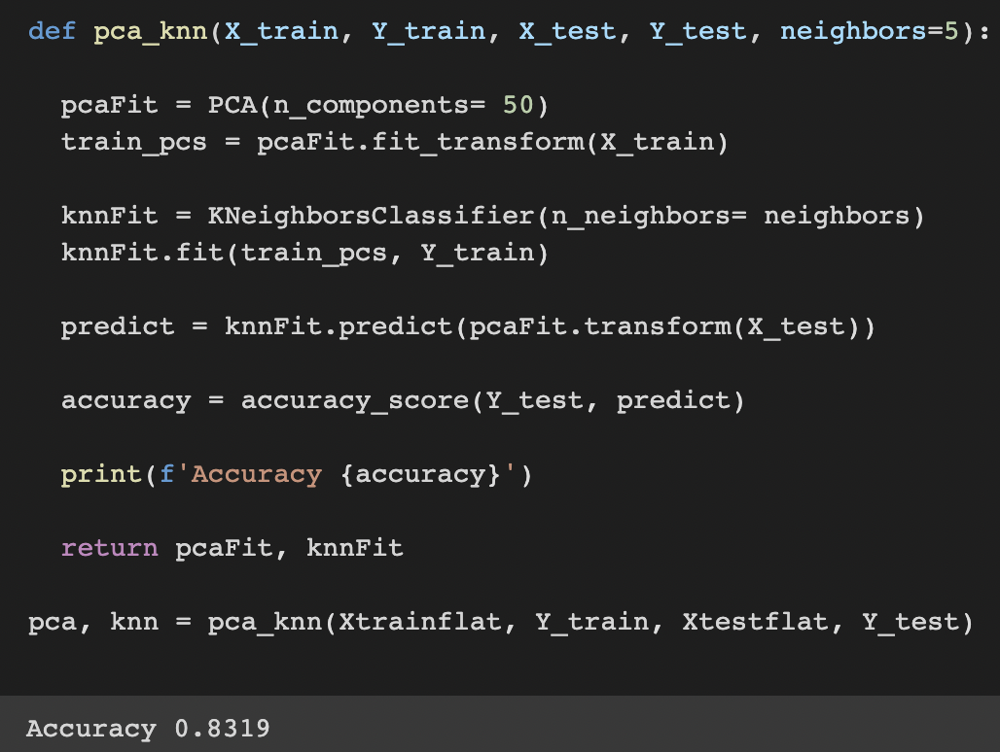 def pca_knn(X_train, Y_train, X_test, Y_test, neighbors=5):
pcaFit = PCA(n_components= 50)
train_pcs = pcaFit.fit_transform(X_train)
knnFit = KNeighborsClassifier(n_neighbors= neighbors)
knnFit.fit(train_pcs, Y_train)
predict = knnFit.predict(pcaFit.transform(X_test))
accuracy = accuracy_score(Y_test, predict)
print(f'Accuracy {accuracy}')
return pcaFit, knnFit
pca, knn = pca_knn(Xtrainflat, Y_train, Xtestflat, Y_test)
Accuracy 0.8319